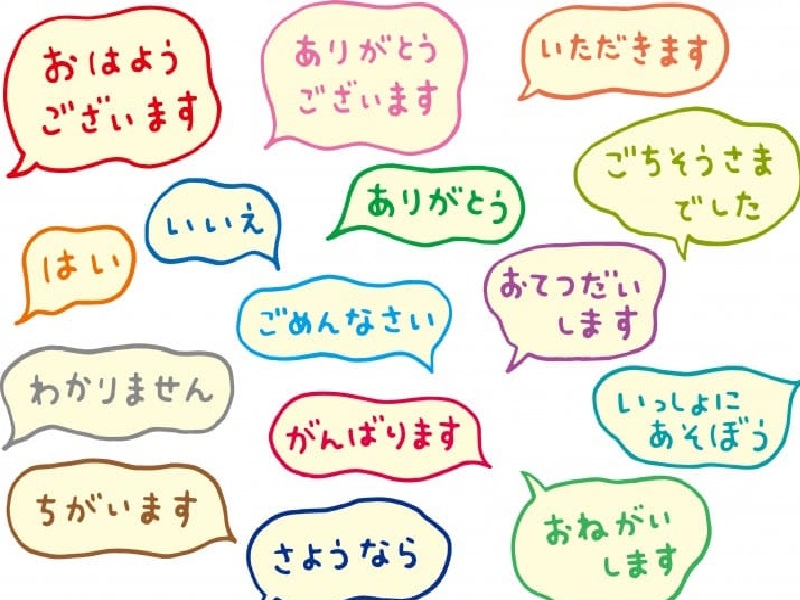 おはよう
ございます
ありがとう
ございます
いただきます
ごちそうさま
でした
ありがとう
いいえ
はい
おてつだい
します
ごめんなさい
わかりません
がんばります
いっしょに
あそぼう
ちがいます
さようなら
おねがい
します